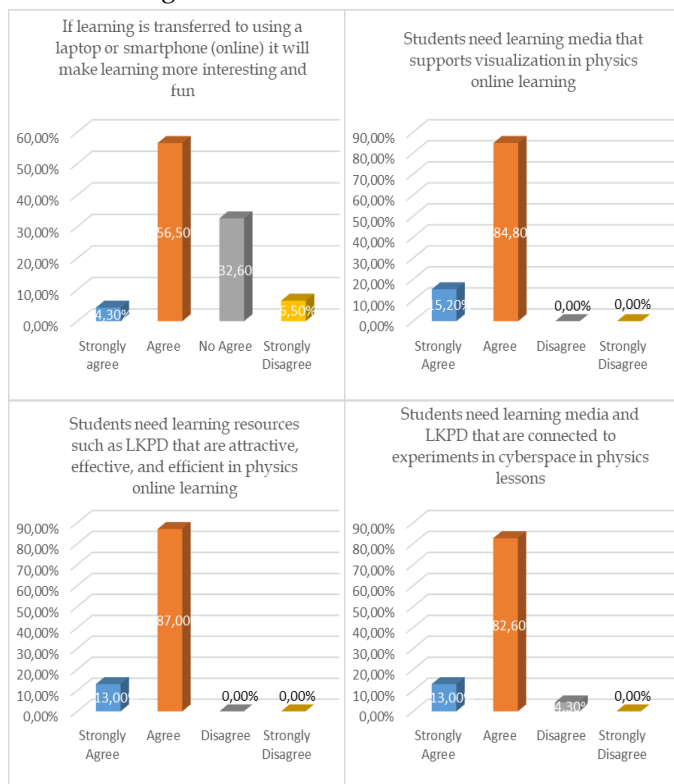 If learning is transferred to using a
laptop or smartphone (online) it will
make learning more interesting and
fun
60,00%
50,00%
40,00%
30,00%
20,00%
10,00%
0,00%
4,30%
56,50%
32,60
6,50%
Strongly agree
Agree
No Agree
Strongly Disagree
Students need learning media that
supports visualization in physics
online learning
90,00%
80,00%
70,00%
60,00%
50,00%
40,00%
30,00%
20,00%
10,00%
0,00%
15,20%
84,80
0,00%
0,00%
Strongly Agree
Agree
Disagree
Strongly Disagree
Students need learning resources
such as LKPD that are attractive,
effective, and efficient in physics
online learning
90,00%
80,00%
70,00%
60,00%
50,00%
40,00%
30,00%
20,00%
10,00%
0,00%
13,00%
87,00
0,00%
0,00%
Strongly Agree
Agree
Disagree
Strongly Disagree
Students need learning media and
LKPD that are connected to
experiments in cyberspace in physics
lessons
90,00%
80,00%
70,00%
60,00%
50,00%
40,00%
30,00%
20,00%
10,00%
0,00%
13,00%
82,60
4,30%
0,00%
Strongly Agree
Agree
Disagree
Strongly Disagree